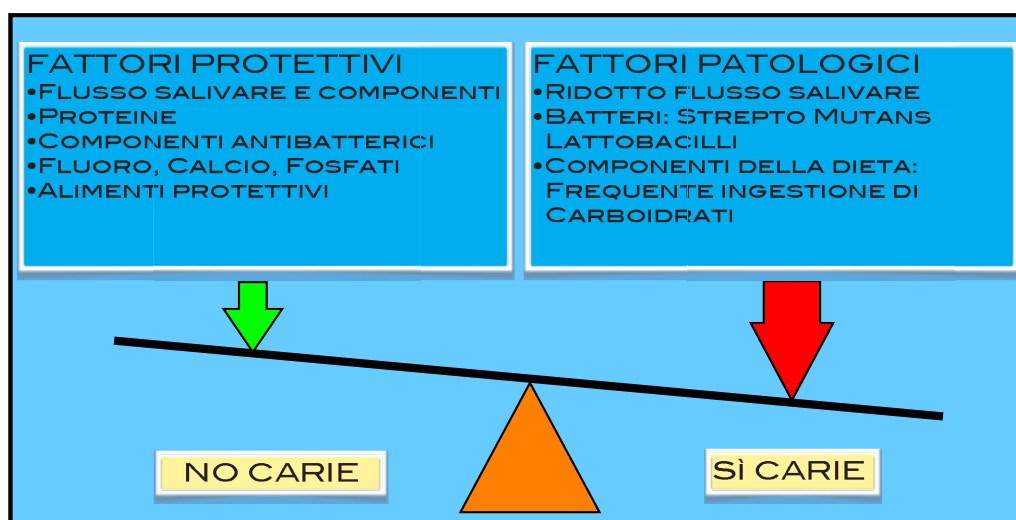 FATTORI PROTETTIVI
•FLUSSO SALIVARE E COMPONENTI
•PROTEINE
•COMPONENTI ANTIBATTERICI
•FLUORO, CALCIO, FOSFATI
•ALIMENTI PROTETTIVI
FATTORI PATOLOGICI
•RIDOTTO FLUSSO SALIVARE
•BATTERI: STREPTO MUTANS
LATTOBACILLI
•COMPONENTI DELLA DIETA:
FREQUENTE INGESTIONE DI
CARBOIDRATI
NO CARIE
SÌ CARIE